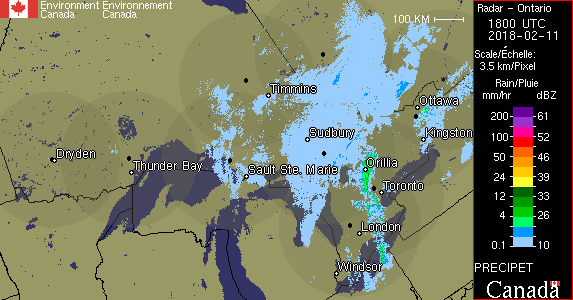 Environment Environnement
Canada Canada
100 KM
Timmins
Ottawa
Sudbury
Kingston
Dryden
Thunder Bay
Sault Ste. Marie
Orillia
Toronto
London
Windsor
Radar - Ontario
1800 UTC
2018-02-11
Scale/Échelle:
3.5 km/Pixel
Rain/Pluie
mm/hr dBZ
200 61
100 52
50 46
24 39
12 33
4 26
0.1 10
PRECIPET
Canada